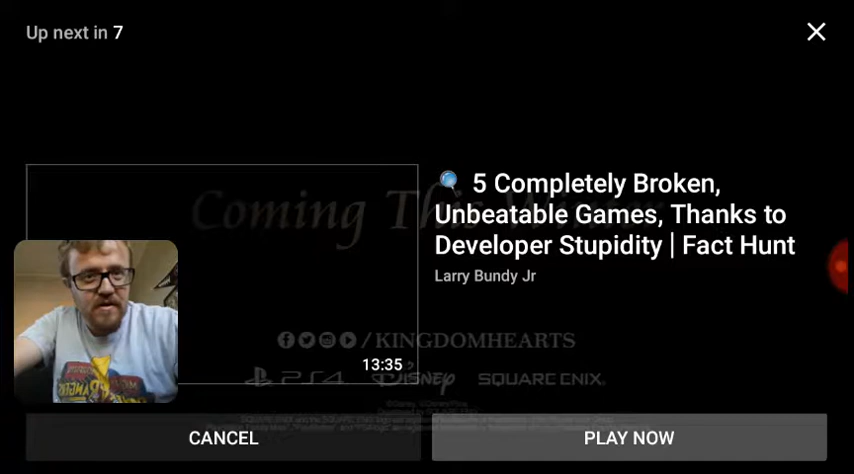 Up next in 7
5 Completely Broken,
Unbeatable Games, Thanks to
Developer Stupidity | Fact Hunt
Larry Bundy Jr
Coming This Winter
/KINGDOMHEARTS
13:35
PS4 Disney SQUARE ENIX
CANCEL
PLAY NOW